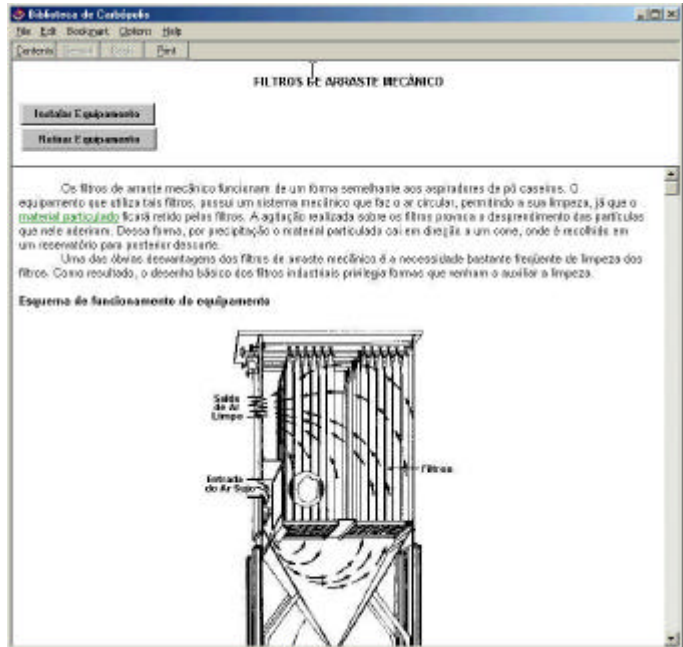 Biblioteca de Carbópolis
File Edit Bookmark Options Help
Contents Search Back Print
FILTROS DE ARRASTE MECÂNICO
Instalar Equipamento
Retirar Equipamento
Os filtros de arraste mecânico funcionam de um forma semelhante aos aspiradores de pó caseiros. O
equipamento que utiliza tais filtros, possui um sistema mecânico que faz o ar circular, permitindo a sua limpeza, já que o
material particulado ficará retido pelos filtros. A agitação realizada sobre os filtros provoca o desprendimento das partículas
que nele aderiram. Dessa forma, por precipitação o material particulado cai em direção a um cone, onde é recolhido em
um reservatório para posterior descarte.
Uma das óbvias desvantagens dos filtros de arraste mecânico é a necessidade bastante freqüente de limpeza dos
filtros. Como resultado, o desenho básico dos filtros industriais privilegia formas que venham a auxiliar a limpeza.
Esquema de funcionamento do equipamento
Saída
de Ar
Limpo
Filtros
Entrada
do Ar Sujo